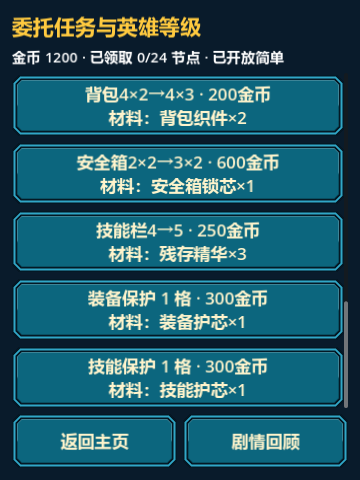 委托任务与英雄等级
金币 1200 · 已领取 0/24 节点 · 已开放简单
背包4×2→4×3 · 200金币
材料：背包织件×2
安全箱2×2→3×2 · 600金币
材料：安全箱锁芯×1
技能栏4→5 · 250金币
材料：残存精华×3
装备保护 1 格 · 300金币
材料：装备护芯×1
技能保护 1 格 · 300金币
材料：技能护芯×1
返回主页
剧情回顾